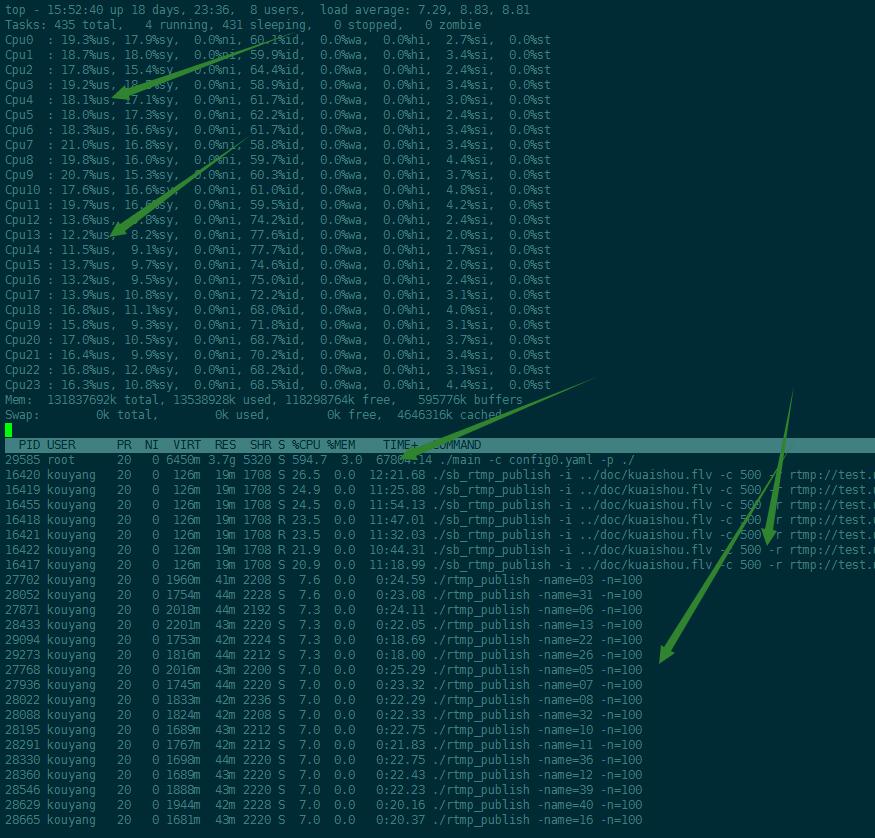 top - 15:52:40 up 18 days, 23:36,  8 users,  load average: 7.29, 8.83, 8.81
Tasks: 435 total,   4 running, 431 sleeping,   0 stopped,   0 zombie
Cpu0  : 19.3%us, 17.9%sy,  0.0%ni, 60.1%id,  0.0%wa,  0.0%hi,  2.7%si,  0.0%st
Cpu1  : 18.7%us, 18.0%sy,  0.0%ni, 59.9%id,  0.0%wa,  0.0%hi,  3.4%si,  0.0%st
Cpu2  : 17.8%us, 15.4%sy,  0.0%ni, 64.4%id,  0.0%wa,  0.0%hi,  2.4%si,  0.0%st
Cpu3  : 19.2%us,  0.0%ni, 58.9%id,  0.0%wa,  0.0%hi,  3.4%si,  0.0%st
Cpu4  : 18.1%us, 17.1%sy,  0.0%ni, 61.7%id,  0.0%wa,  0.0%hi,  3.0%si,  0.0%st
Cpu5  : 18.0%us, 17.3%sy,  0.0%ni, 62.2%id,  0.0%wa,  0.0%hi,  2.4%si,  0.0%st
Cpu6  : 18.3%us, 16.6%sy,  0.0%ni, 61.7%id,  0.0%wa,  0.0%hi,  3.4%si,  0.0%st
Cpu7  : 21.0%us, 16.8%sy,  0.0%ni, 58.8%id,  0.0%wa,  0.0%hi,  3.4%si,  0.0%st
Cpu8  : 19.8%us, 16.0%sy,  0.0%ni, 59.7%id,  0.0%wa,  0.0%hi,  4.4%si,  0.0%st
Cpu9  : 20.7%us, 15.3%sy,  0.0%ni, 60.3%id,  0.0%wa,  0.0%hi,  3.7%si,  0.0%st
Cpu10 : 17.6%us, 16.6%sy,  0.0%ni, 61.0%id,  0.0%wa,  0.0%hi,  4.8%si,  0.0%st
Cpu11 : 19.7%us, 16.6%sy,  0.0%ni, 59.5%id,  0.0%wa,  0.0%hi,  4.2%si,  0.0%st
Cpu12 : 13.6%us,  0.0%ni, 74.2%id,  0.0%wa,  0.0%hi,  2.4%si,  0.0%st
Cpu13 : 12.2%us,  8.2%sy,  0.0%ni, 77.6%id,  0.0%wa,  0.0%hi,  2.0%si,  0.0%st
Cpu14 : 11.5%us,  9.1%sy,  0.0%ni, 77.7%id,  0.0%wa,  0.0%hi,  1.7%si,  0.0%st
Cpu15 : 13.7%us,  9.7%sy,  0.0%ni, 74.6%id,  0.0%wa,  0.0%hi,  2.0%si,  0.0%st
Cpu16 : 13.2%us,  9.5%sy,  0.0%ni, 75.0%id,  0.0%wa,  0.0%hi,  2.4%si,  0.0%st
Cpu17 : 13.9%us, 10.8%sy,  0.0%ni, 72.2%id,  0.0%wa,  0.0%hi,  3.1%si,  0.0%st
Cpu18 : 16.8%us, 11.1%sy,  0.0%ni, 68.0%id,  0.0%wa,  0.0%hi,  4.0%si,  0.0%st
Cpu19 : 15.8%us,  9.3%sy,  0.0%ni, 71.8%id,  0.0%wa,  0.0%hi,  3.1%si,  0.0%st
Cpu20 : 17.0%us, 10.5%sy,  0.0%ni, 68.7%id,  0.0%wa,  0.0%hi,  3.7%si,  0.0%st
Cpu21 : 16.4%us,  9.9%sy,  0.0%ni, 70.2%id,  0.0%wa,  0.0%hi,  3.4%si,  0.0%st
Cpu22 : 16.8%us, 12.0%sy,  0.0%ni, 68.2%id,  0.0%wa,  0.0%hi,  3.1%si,  0.0%st
Cpu23 : 16.3%us, 10.8%sy,  0.0%ni, 68.5%id,  0.0%wa,  0.0%hi,  4.4%si,  0.0%st
Mem:  131837692k total, 13538928k used, 118298764k free,   595776k buffers
Swap:        0k total,        0k used,        0k free,  4646316k cached
PID USER      PR  NI  VIRT  RES  SHR S %CPU %MEM    TIME+  COMMAND
29585 root      20   0 6450m 3.7g 5320 S 594.7  3.0  67804:14 ./main -c config0.yaml -p ./
16420 kouyang   20   0  126m  19m 1708 S 26.5  0.0  12:21.68 ./sb_rtmp_publish -i ../doc/kuaishou.flv -c 500 -r rtmp://test.
16419 kouyang   20   0  126m  19m 1708 S 24.9  0.0  11:25.88 ./sb_rtmp_publish -i ../doc/kuaishou.flv -c 500 -r rtmp://test.
16455 kouyang   20   0  126m  19m 1708 S 24.5  0.0  11:54.13 ./sb_rtmp_publish -i ../doc/kuaishou.flv -c 500 -r rtmp://test.
16418 kouyang   20   0  126m  19m 1708 R 23.5  0.0  11:47.01 ./sb_rtmp_publish -i ../doc/kuaishou.flv -c 500 -r rtmp://test.
16421 kouyang   20   0  126m  19m 1708 R 23.5  0.0  11:32.03 ./sb_rtmp_publish -i ../doc/kuaishou.flv -c 500 -r rtmp://test.
16422 kouyang   20   0  126m  19m 1708 R 21.9  0.0  10:44.31 ./sb_rtmp_publish -i ../doc/kuaishou.flv -c 500 -r rtmp://test.
16417 kouyang   20   0  126m  19m 1708 S 20.9  0.0  11:18.99 ./sb_rtmp_publish -i ../doc/kuaishou.flv -c 500 -r rtmp://test.
27702 kouyang   20   0 1960m  41m 2208 S  7.6  0.0   0:24.59 ./rtmp_publish -name=03 -n=100
28052 kouyang   20   0 1754m  44m 2228 S  7.6  0.0   0:23.08 ./rtmp_publish -name=31 -n=100
27871 kouyang   20   0 2018m  44m 2192 S  7.3  0.0   0:24.11 ./rtmp_publish -name=06 -n=100
28433 kouyang   20   0 2201m  43m 2220 S  7.3  0.0   0:22.05 ./rtmp_publish -name=13 -n=100
29094 kouyang   20   0 1753m  42m 2224 S  7.3  0.0   0:18.69 ./rtmp_publish -name=22 -n=100
29273 kouyang   20   0 1816m  44m 2212 S  7.3  0.0   0:18.00 ./rtmp_publish -name=26 -n=100
27768 kouyang   20   0 2016m  43m 2200 S  7.0  0.0   0:25.29 ./rtmp_publish -name=05 -n=100
27936 kouyang   20   0 1745m  44m 2220 S  7.0  0.0   0:23.32 ./rtmp_publish -name=07 -n=100
28022 kouyang   20   0 1833m  42m 2236 S  7.0  0.0   0:22.29 ./rtmp_publish -name=08 -n=100
28088 kouyang   20   0 1824m  42m 2208 S  7.0  0.0   0:22.33 ./rtmp_publish -name=32 -n=100
28195 kouyang   20   0 1689m  43m 2212 S  7.0  0.0   0:22.75 ./rtmp_publish -name=10 -n=100
28291 kouyang   20   0 1767m  42m 2212 S  7.0  0.0   0:21.83 ./rtmp_publish -name=11 -n=100
28330 kouyang   20   0 1698m  44m 2220 S  7.0  0.0   0:22.75 ./rtmp_publish -name=36 -n=100
28360 kouyang   20   0 1689m  43m 2220 S  7.0  0.0   0:22.43 ./rtmp_publish -name=12 -n=100
28546 kouyang   20   0 1888m  43m 2220 S  7.0  0.0   0:22.23 ./rtmp_publish -name=39 -n=100
28629 kouyang   20   0 1944m  42m 2228 S  7.0  0.0   0:20.16 ./rtmp_publish -name=40 -n=100
28665 kouyang   20   0 1681m  43m 2220 S  7.0  0.0   0:20.37 ./rtmp_publish -name=16 -n=100